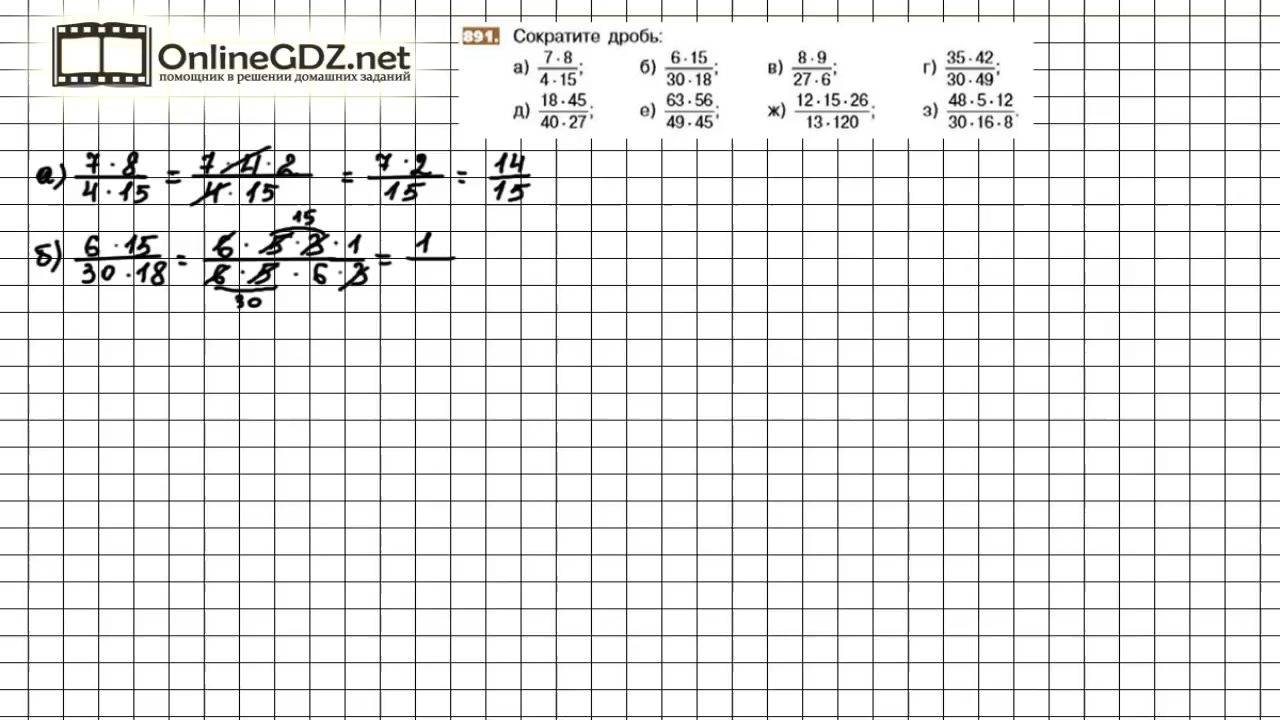 OnlineGDZ.net
помощник в решении домашних заданий
891. Сократите дробь:
а) 7·8/4·15; б) 6·15/30·18; в) 8·9/27·6; г) 35·42/30·49;
д) 18·45/40·27; е) 63·56/49·45; ж) 12·15·26/13·120; з) 48·5·12/30·16·8.
а) 7·8/4·15 = 7·4·2/4·15 = 7·2/15 = 14/15
15
б) 6·15/30·18 = 6·5·3·1/6·5·6·3 = 1/
30